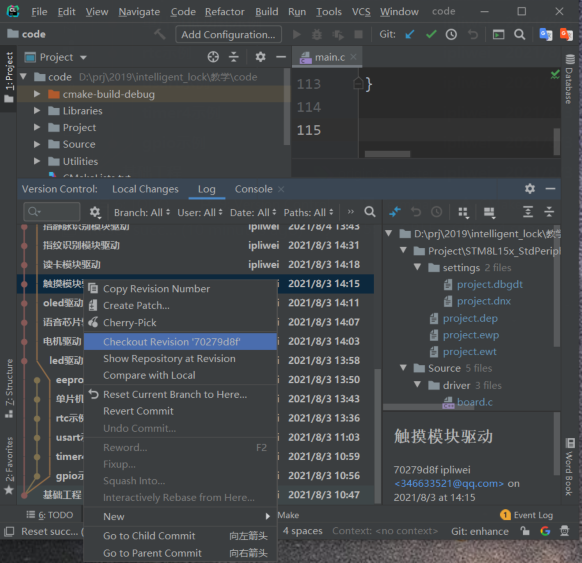 File Edit View Navigate Code Refactor Build Run Tools VCS Window code
code Add Configuration... Git:
1: Project
Project
main.c
Database
code D:\prj\2019\intelligent_lock\教学\code
cmake-build-debug
Libraries
Project
Source
Utilities
113 }
114
115
Version Control: Local Changes Log Console
Branch: All User: All Date: All Paths: All
指静脉识别模块驱动 ipliwei 2021/8/4 13:43
指纹识别模块驱动 ipliwei 2021/8/3 14:31
读卡模块驱动 ipliwei 2021/8/3 14:18
触摸模块 2021/8/3 14:15
oled驱动 2021/8/3 14:11
语音芯片 2021/8/3 14:07
电机驱动 2021/8/3 14:03
led驱动 2021/8/3 13:58
eepro 2021/8/3 13:50
单片机 2021/8/3 13:43
rtc示例 2021/8/3 13:36
usart 2021/8/3 11:03
timer 2021/8/3 10:59
gpio示 2021/8/3 10:56
基础工程 2021/8/3 10:47
Copy Revision Number
Create Patch...
Cherry-Pick
Checkout Revision '70279d8f'
Show Repository at Revision
Compare with Local
Reset Current Branch to Here...
Revert Commit
Undo Commit...
Reword... F2
Fixup...
Squash Into...
Interactively Rebase from Here...
New
Go to Child Commit 向左箭头
Go to Parent Commit 向右箭头
D:\prj\2019\intelligent_lock\教学
Project\STM8L15x_StdPeriph
settings 2 files
project.dbgdt
project.dnx
project.dep
project.ewp
project.ewt
Source 5 files
driver 3 files
board.c
触摸模块驱动
70279d8f ipliwei
<346633521@qq.com> on
2021/8/3 at 14:15
7: Structure
2: Favorites
Word Book
6: TODO Make 1 Event Log
Reset succ... 4 spaces Context: <no context> Git: enhance